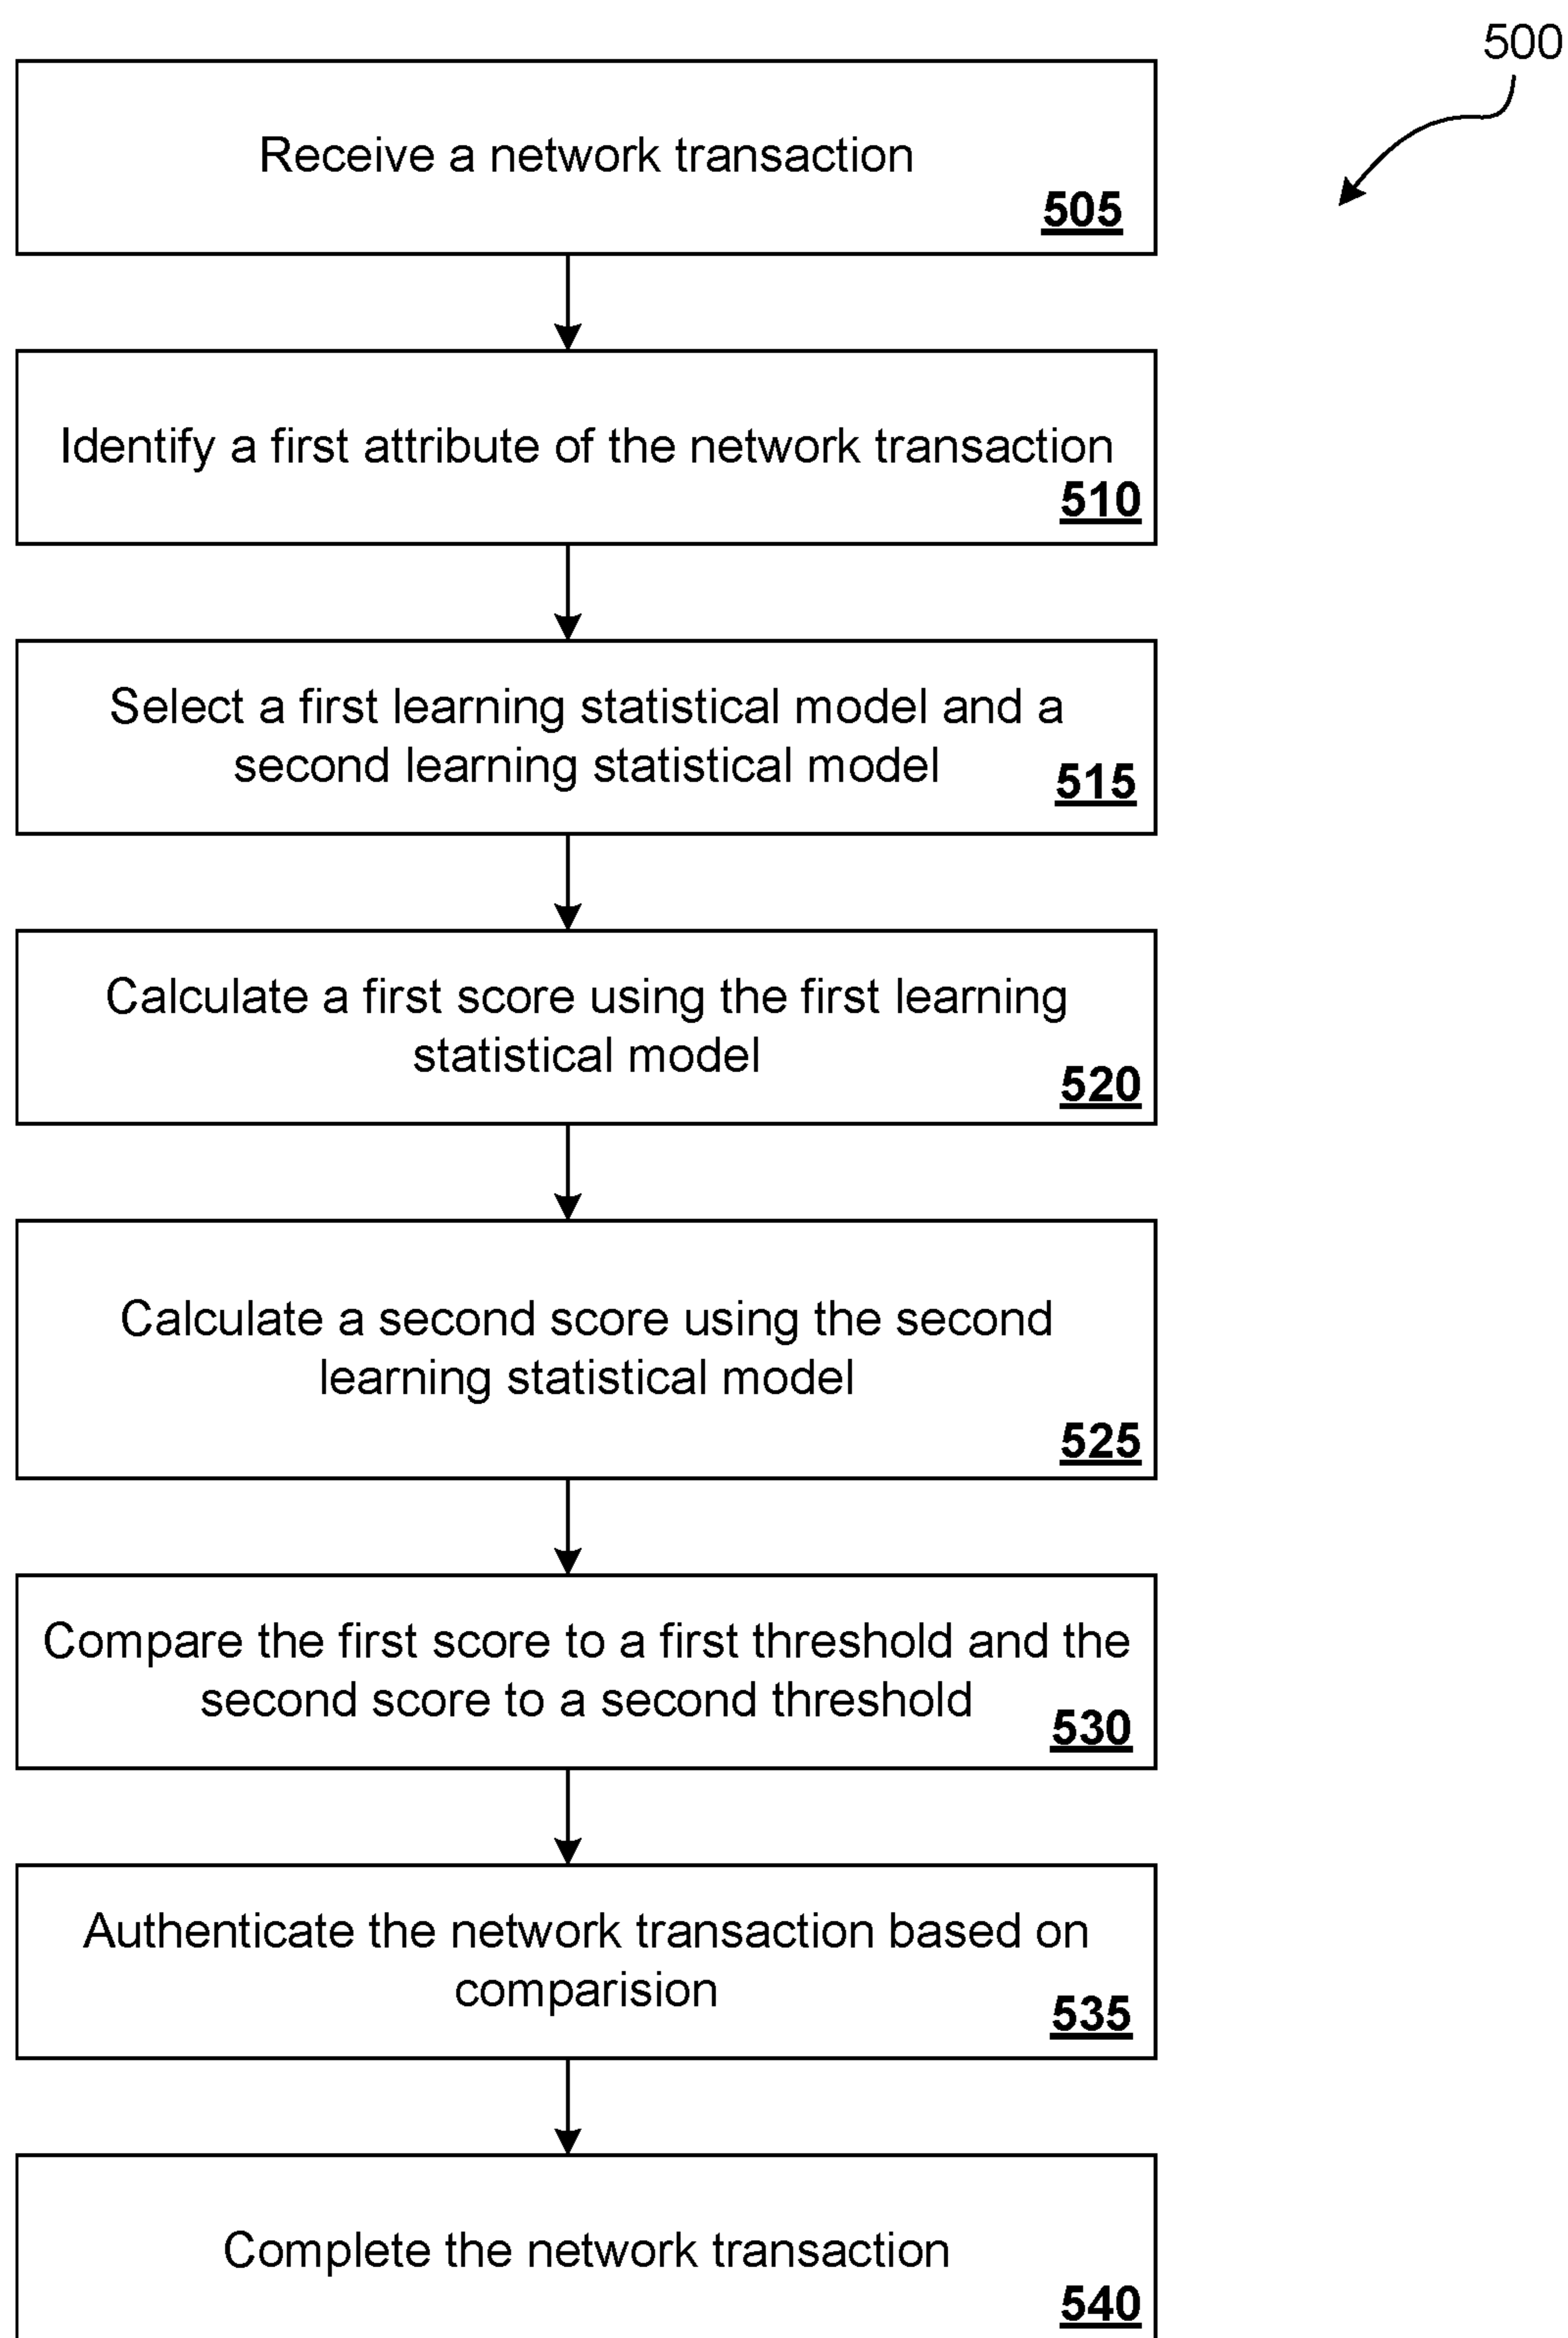 500
Receive a network transaction
505
Identify a first attribute of the network transaction
510
Select a first learning statistical model and a
second learning statistical model
515
Calculate a first score using the first learning
statistical model
520
Calculate a second score using the second
learning statistical model
525
Compare the first score to a first threshold and the
second score to a second threshold
530
Authenticate the network transaction based on
comparision
535
Complete the network transaction
540